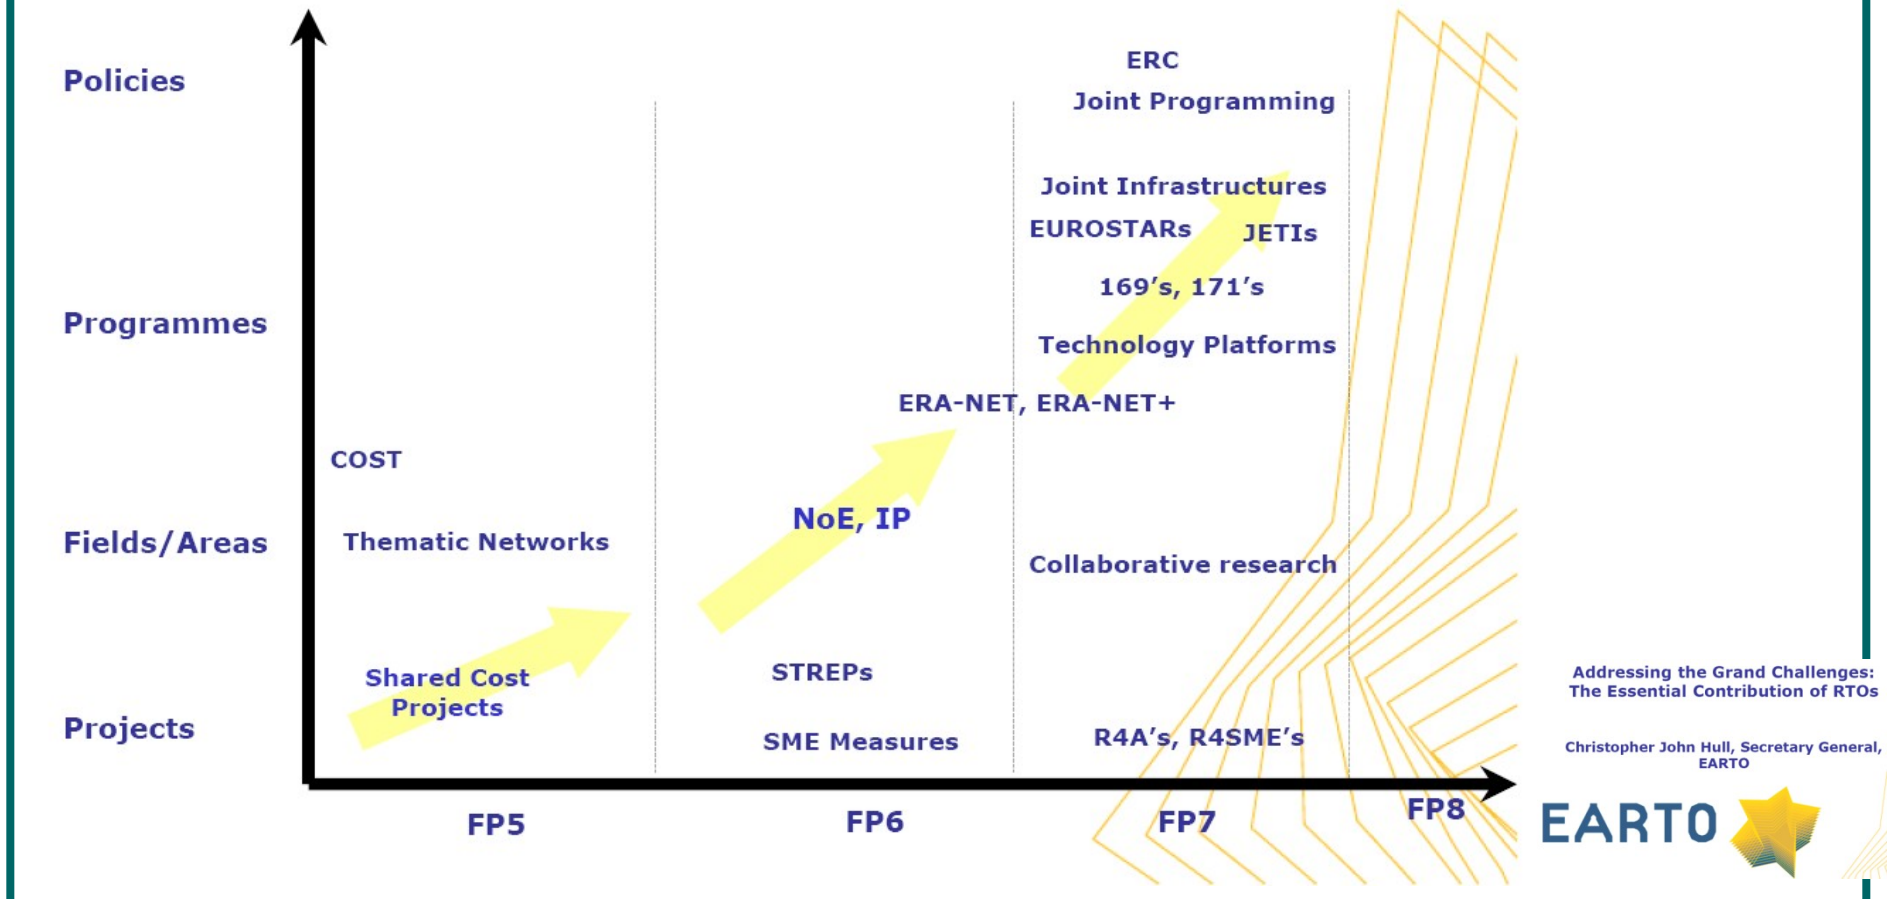 Policies
ERC
Joint Programming
Joint Infrastructures
EUROSTARs
JETIs
169’s, 171’s
Programmes
Technology Platforms
ERA-NET, ERA-NET+
COST
NoE, IP
Fields/Areas
Thematic Networks
Collaborative research
Shared Cost
Projects
STREPs
Projects
SME Measures
R4A’s, R4SME’s
FP5
FP6
FP7
FP8
Addressing the Grand Challenges:
The Essential Contribution of RTOs
Christopher John Hull, Secretary General,
EARTO
EARTO